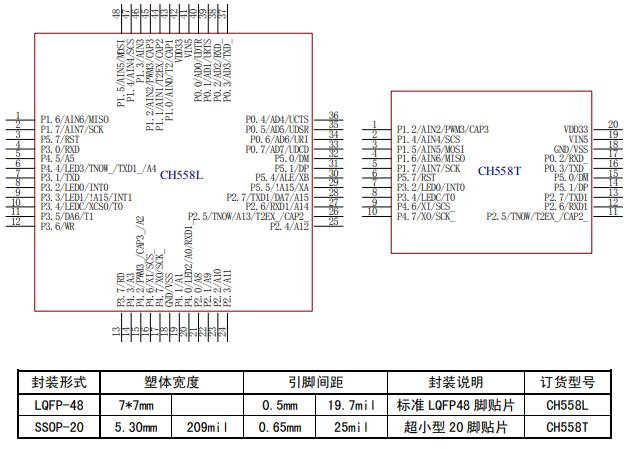 48 47 46 45 44 43 42 41 40 39 38 37
P1.5/AIN5/MOSI
P1.4/AIN4/SCS
P1.3/AIN3
P1.2/AIN2/PWM3/CAP3
P1.1/AIN1/T2EX/CAP2
P1.0/AIN0/T2/CAP1
VDD33
VIN5
P0.0/AD0/UDTR
P0.1/AD1/URTS
P0.2/AD2/RXD_
P0.3/AD3/TXD_
1 P1.6/AIN6/MISO
2 P1.7/AIN7/SCK
3 P5.7/RST
4 P3.0/RXD
5 P4.5/A5
6 P4.4/LED3/TNOW_/TXD1_/A4
7 P3.1/TXD
8 P3.2/LED0/INT0
9 P3.3/LED1/!A15/INT1
10 P3.4/LEDC/XCS0/T0
11 P3.5/DA6/T1
12 P3.6/WR
CH558L
P0.4/AD4/UCTS 36
P0.5/AD5/UDSR 35
P0.6/AD6/URI 34
P0.7/AD7/UDCD 33
P5.0/DM 32
P5.1/DP 31
P5.4/ALE/XB 30
P5.5/!A15/XA 29
P2.7/TXD1/DA7/A15 28
P2.6/RXD1/A14 27
P2.5/TNOW/A13/T2EX_/CAP2_ 26
P2.4/A12 25
P3.7/RD
P4.3/A3
P4.2/PWM3_/CAP3_/A2
P4.6/XI/SCS_
P4.7/XO/SCK_
GND/VSS
P4.1/A1
P4.0/LED2/A0/RXD1_
P2.0/A8
P2.1/A9
P2.2/A10
P2.3/A11
13 14 15 16 17 18 19 20 21 22 23 24
1 P1.2/AIN2/PWM3/CAP3
2 P1.4/AIN4/SCS
3 P1.5/AIN5/MOSI
4 P1.6/AIN6/MISO
5 P1.7/AIN7/SCK
6 P5.7/RST
7 P3.2/LED0/INT0
8 P3.4/LEDC/T0
9 P4.6/XI/SCS_
10 P4.7/XO/SCK_
CH558T
VDD33 20
VIN5 19
GND/VSS 18
P0.2/RXD_ 17
P0.3/TXD_ 16
P5.0/DM 15
P5.1/DP 14
P2.7/TXD1 13
P2.6/RXD1 12
P2.5/TNOW/T2EX_/CAP2_ 11
封装形式 塑体宽度 引脚间距 封装说明 订货型号
LQFP-48 7*7mm 0.5mm 19.7mil 标准 LQFP48 脚贴片 CH558L
SSOP-20 5.30mm 209mil 0.65mm 25mil 超小型 20 脚贴片 CH558T